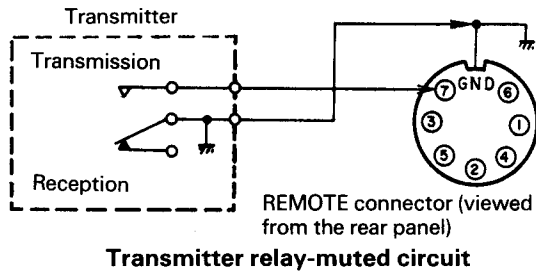 Transmitter
Transmission
Reception
GND
7
6
3
1
5
4
2
REMOTE connector (viewed
from the rear panel)
Transmitter relay-muted circuit